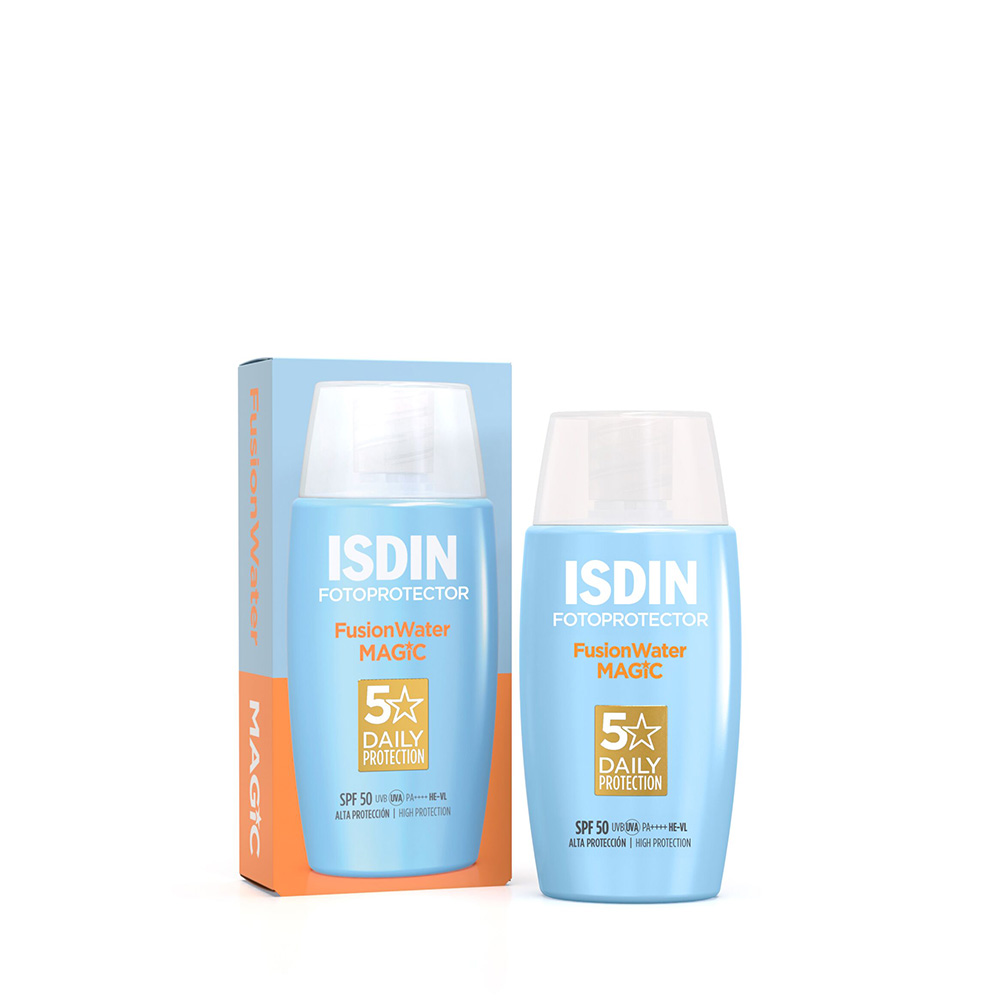 FusionWater MAGiC
ISDIN
FOTOPROTECTOR
FusionWater
MAGiC
5☆
DAILY
PROTECTION
SPF 50 UVB UVA PA++++ HE-VL
ALTA PROTECCIÓN | HIGH PROTECTION
ISDIN
FOTOPROTECTOR
FusionWater
MAGiC
5☆
DAILY
PROTECTION
SPF 50 UVB UVA PA++++ HE-VL
ALTA PROTECCIÓN | HIGH PROTECTION